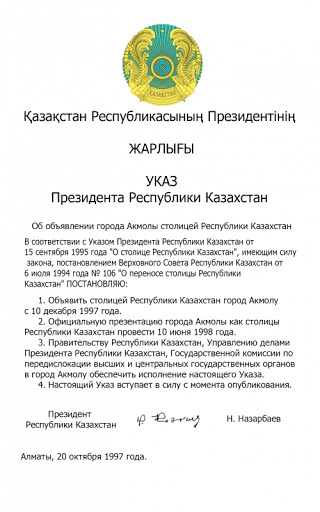 ҚАЗАҚСТАН
Қазақстан Республикасының Президентінің
ЖАРЛЫҒЫ
УКАЗ
Президента Республики Казахстан
Об объявлении города Акмолы столицей Республики Казахстан
В соответствии с Указом Президента Республики Казахстан от
15 сентября 1995 года "О столице Республики Казахстан", имеющим силу
закона, постановлением Верховного Совета Республики Казахстан от
6 июля 1994 года № 106 "О переносе столицы Республики
Казахстан" ПОСТАНОВЛЯЮ:
1. Объявить столицей Республики Казахстан город Акмолу
с 10 декабря 1997 года.
2. Официальную презентацию города Акмолы как столицы
Республики Казахстан провести 10 июня 1998 года.
3. Правительству Республики Казахстан, Управлению делами
Президента Республики Казахстан, Государственной комиссии по
передислокации высших и центральных государственных органов
в город Акмолу обеспечить исполнение настоящего Указа.
4. Настоящий Указ вступает в силу с момента опубликования.
Президент
Республики Казахстан
Н. Назарбаев
Алматы, 20 октября 1997 года.